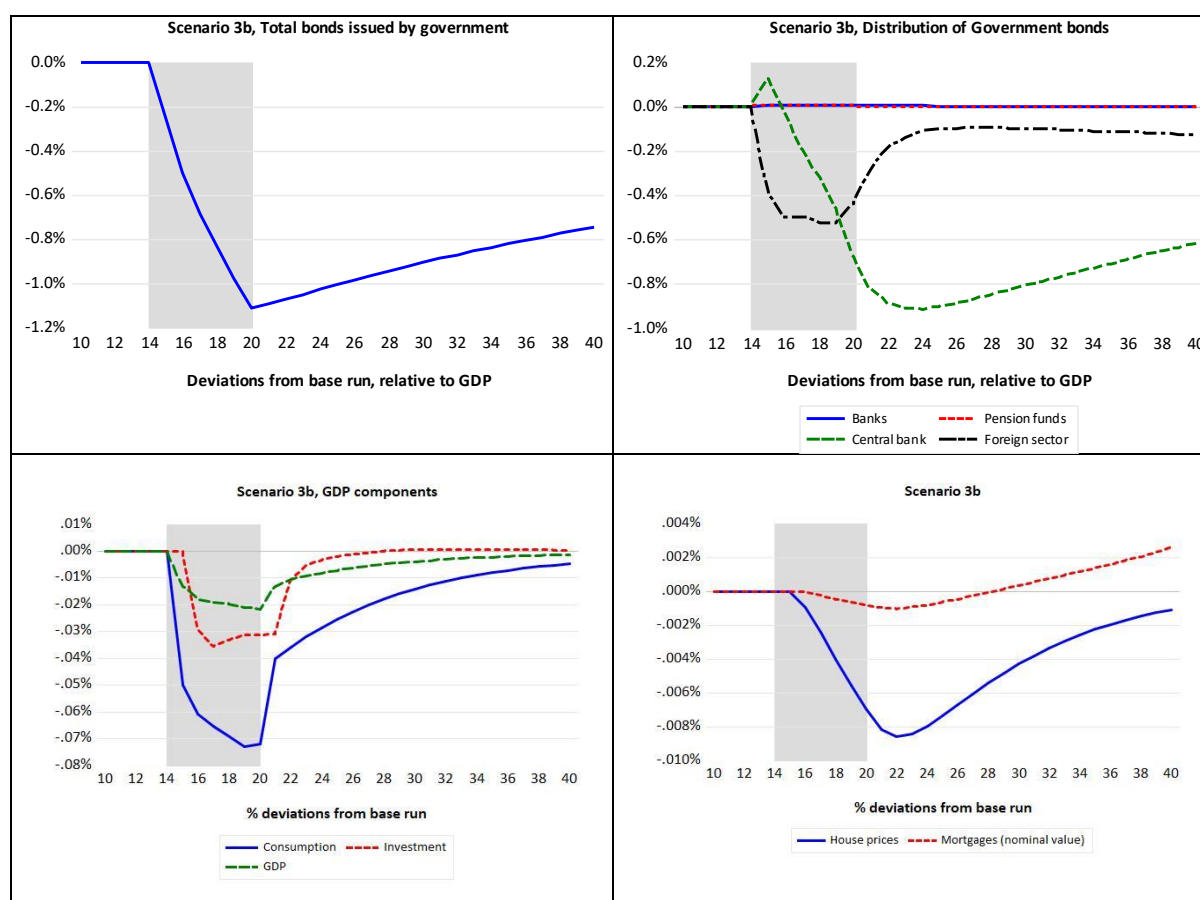 Scenario 3b, Total bonds issued by government
0.0%
-0.2%
-0.4%
-0.6%
-0.8%
-1.0%
-1.2%
10 12 14 16 18 20 22 24 26 28 30 32 34 36 38 40
Deviations from base run, relative to GDP
Scenario 3b, Distribution of Government bonds
0.2%
0.0%
-0.2%
-0.4%
-0.6%
-0.8%
-1.0%
10 12 14 16 18 20 22 24 26 28 30 32 34 36 38 40
Deviations from base run, relative to GDP
Banks Pension funds
Central bank Foreign sector
Scenario 3b, GDP components
.01%
.00%
-.01%
-.02%
-.03%
-.04%
-.05%
-.06%
-.07%
-.08%
10 12 14 16 18 20 22 24 26 28 30 32 34 36 38 40
% deviations from base run
Consumption Investment
GDP
Scenario 3b
.004%
.002%
.000%
-.002%
-.004%
-.006%
-.008%
-.010%
10 12 14 16 18 20 22 24 26 28 30 32 34 36 38 40
% deviations from base run
House prices Mortgages (nominal value)